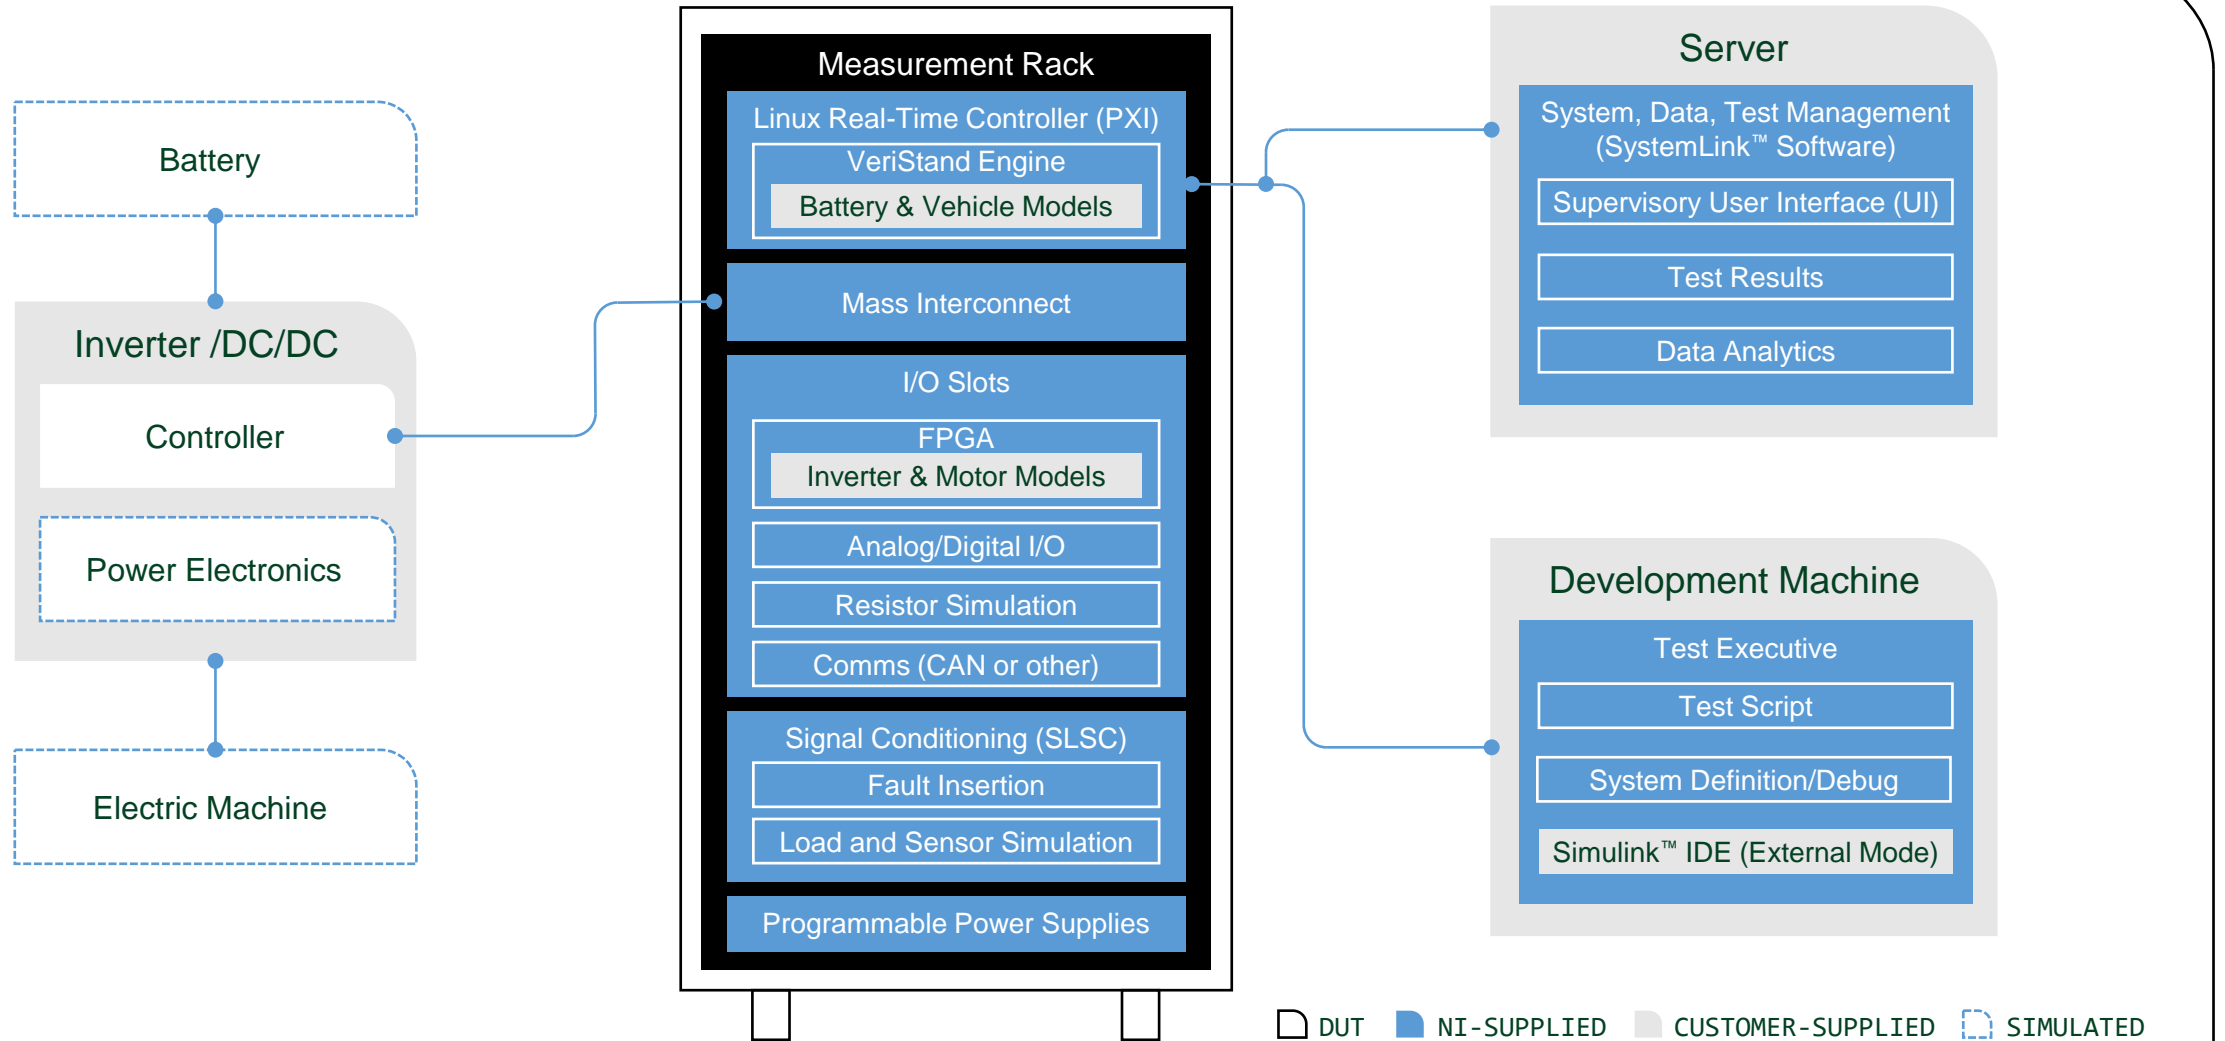 Battery
Inverter /DC/DC
Controller
Power Electronics
Electric Machine
Measurement Rack
Linux Real-Time Controller (PXI)
VeriStand Engine
Battery & Vehicle Models
Mass Interconnect
I/O Slots
FPGA
Inverter & Motor Models
Analog/Digital I/O
Resistor Simulation
Comms (CAN or other)
Signal Conditioning (SLSC)
Fault Insertion
Load and Sensor Simulation
Programmable Power Supplies
Server
System, Data, Test Management
(SystemLink™ Software)
Supervisory User Interface (UI)
Test Results
Data Analytics
Development Machine
Test Executive
Test Script
System Definition/Debug
Simulink™ IDE (External Mode)
DUT
NI-SUPPLIED
CUSTOMER-SUPPLIED
SIMULATED